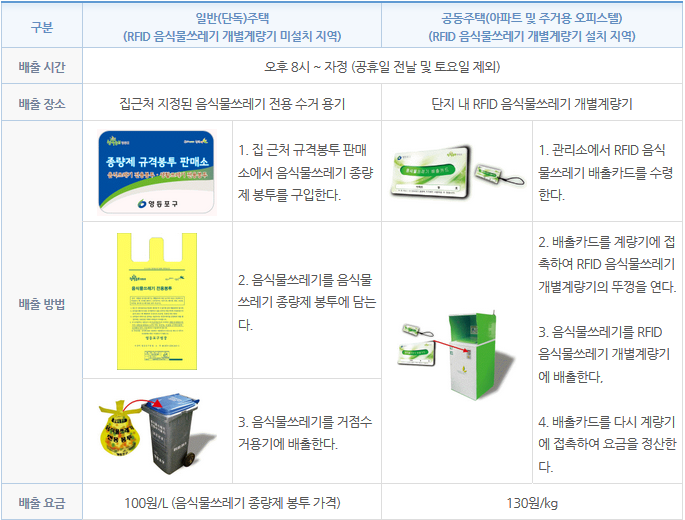 구분
일반(단독)주택
(RFID 음식물쓰레기 개별계량기 미설치 지역)
공동주택(아파트 및 주거용 오피스텔)
(RFID 음식물쓰레기 개별계량기 설치 지역)
배출 시간
오후 8시 ~ 자정 (공휴일 전날 및 토요일 제외)
배출 장소
집근처 지정된 음식물쓰레기 전용 수거 용기
단지 내 RFID 음식물쓰레기 개별계량기
배출 방법
종량제 규격봉투 판매소
영등포구
1. 집 근처 규격봉투 판매
소에서 음식물쓰레기 종량
제 봉투를 구입한다.
음식물쓰레기 전용봉투
영등포구청장
2. 음식물쓰레기를 음식물
쓰레기 종량제 봉투에 담는
다.
3. 음식물쓰레기를 거점수
거용기에 배출한다.
음식물쓰레기 배출카드
1. 관리소에서 RFID 음식
물쓰레기 배출카드를 수령
한다.
2. 배출카드를 계량기에 접
촉하여 RFID 음식물쓰레기
개별계량기의 뚜껑을 연다.
3. 음식물쓰레기를 RFID
음식물쓰레기 개별계량기
에 배출한다.
4. 배출카드를 다시 계량기
에 접촉하여 요금을 정산한
다.
배출 요금
100원/L (음식물쓰레기 종량제 봉투 가격)
130원/kg